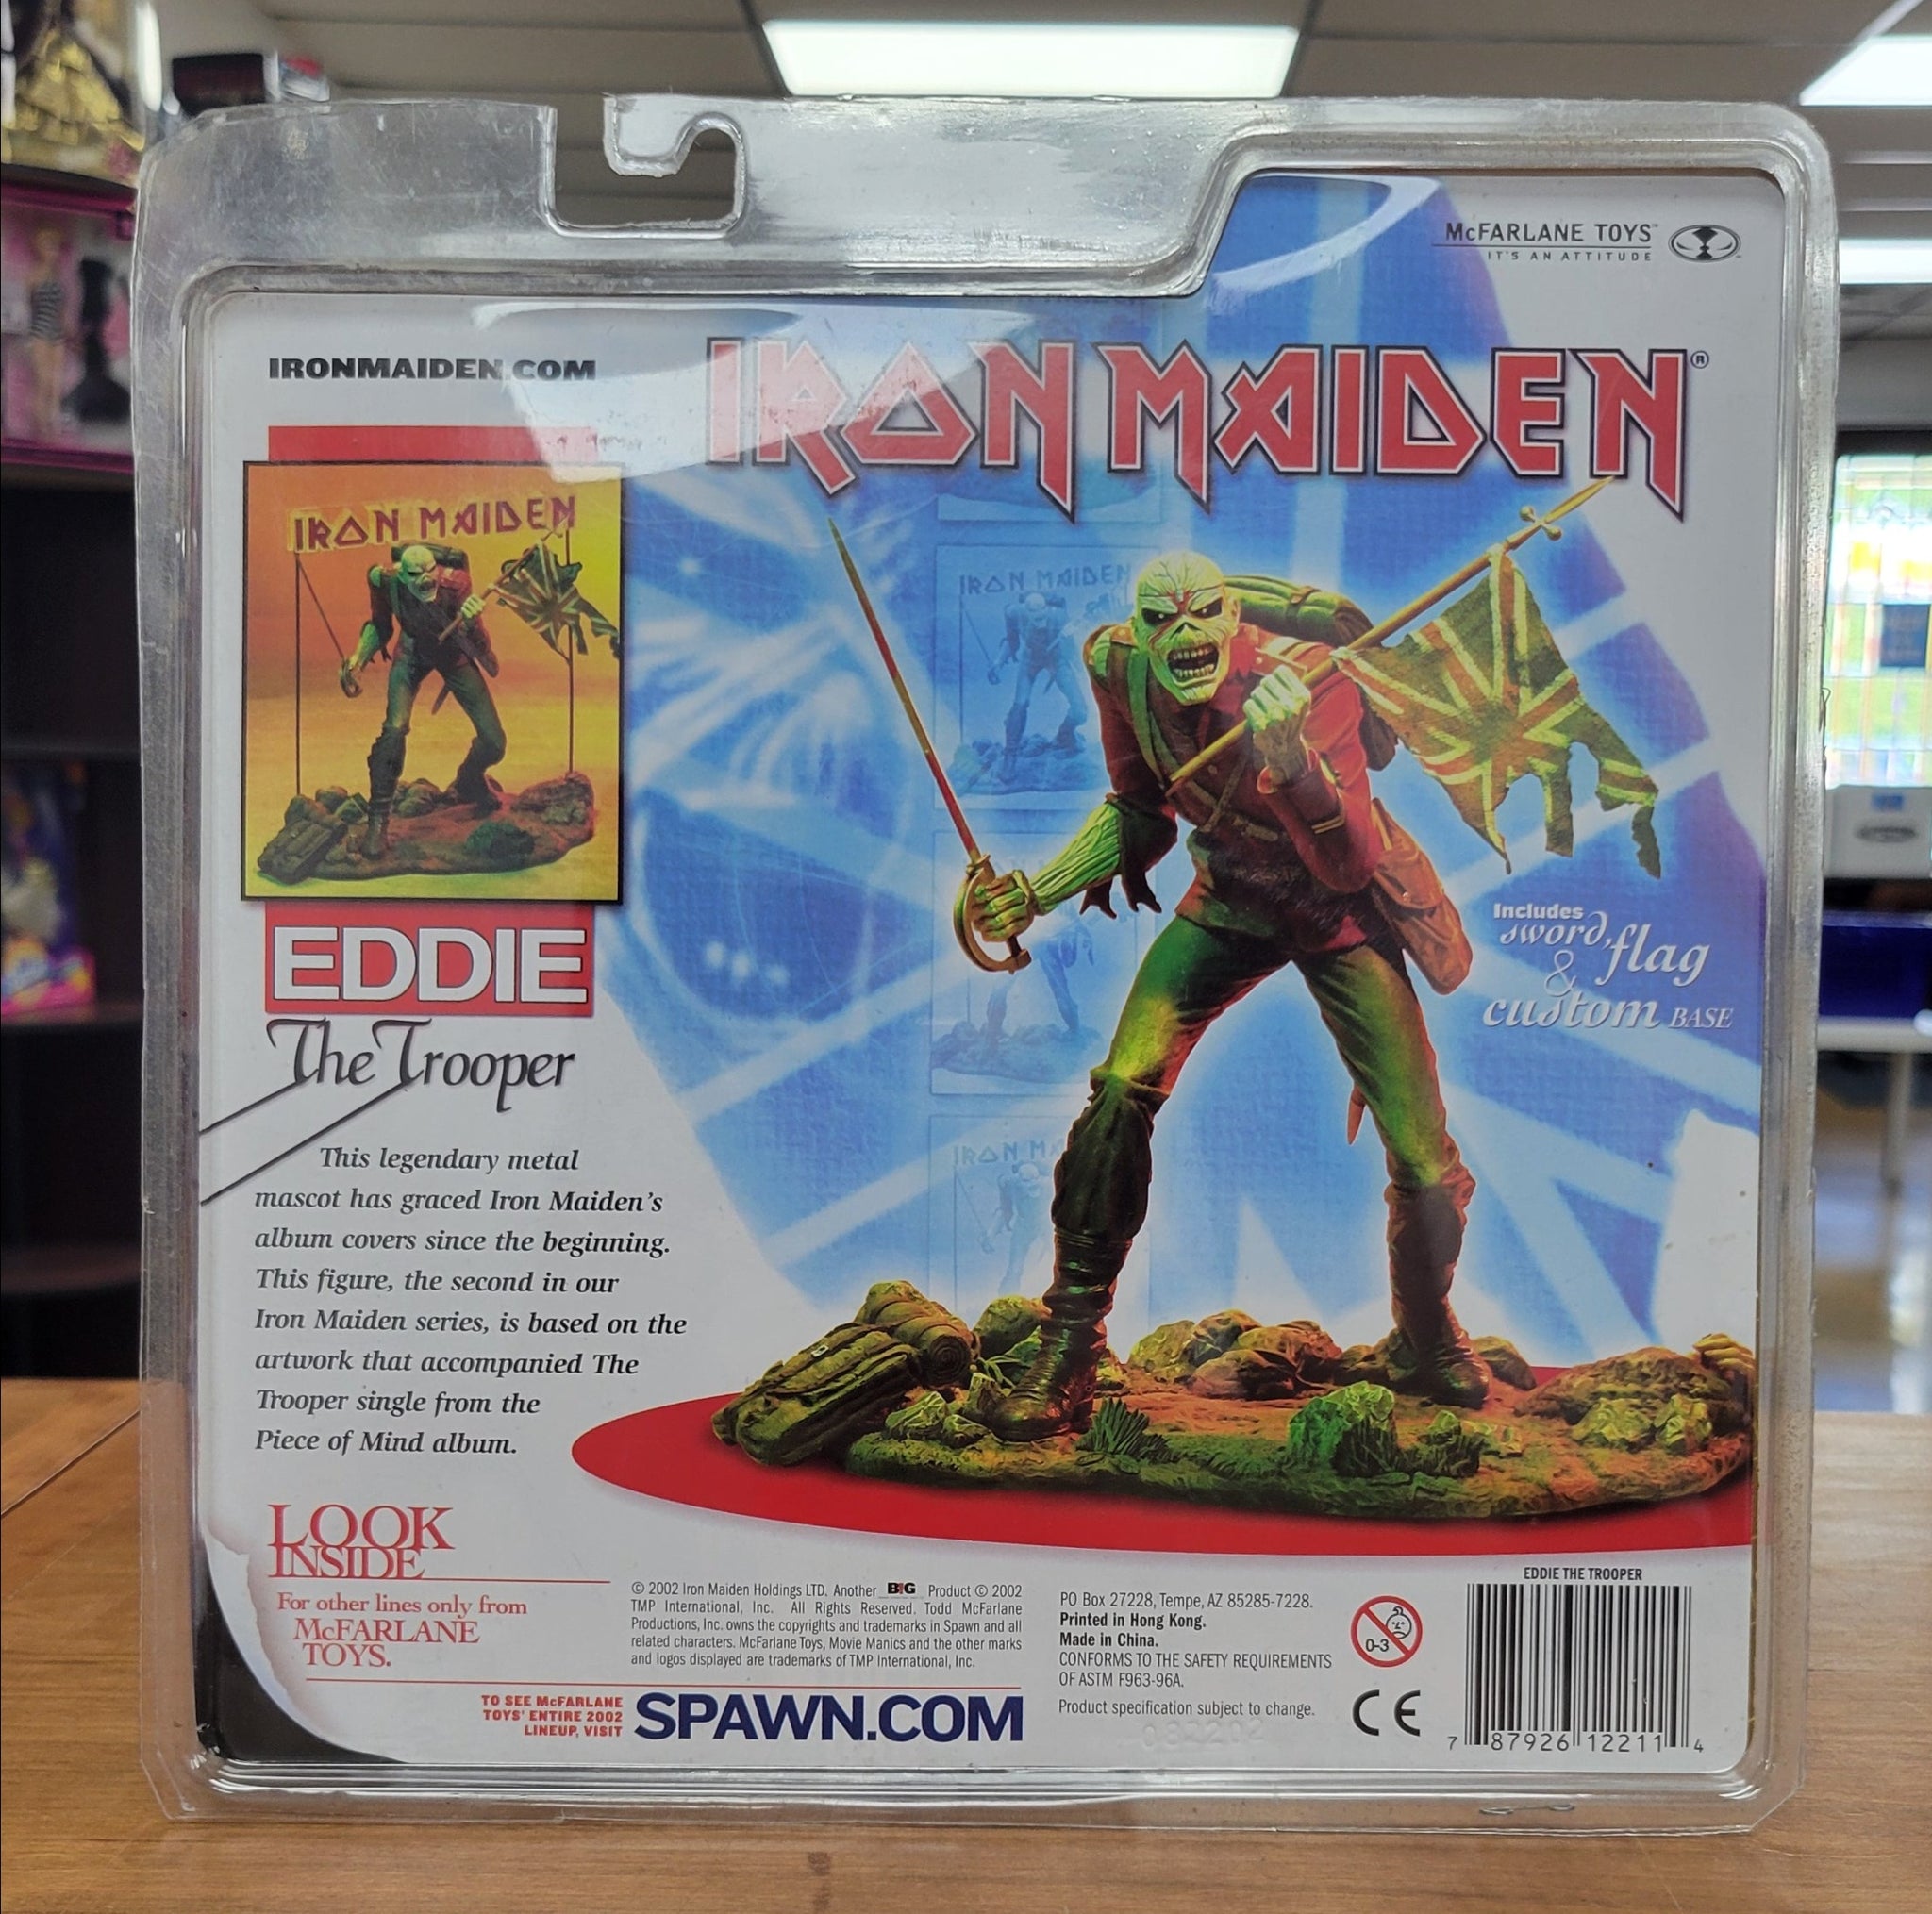 McFARLANE TOYS™
IT'S AN ATTITUDE
IRONMAIDEN.COM
IRON MAIDEN®
IRON MAIDEN
IRON MAIDEN
EDDIE
The Trooper
This legendary metal
mascot has graced Iron Maiden's
album covers since the beginning.
This figure, the second in our
Iron Maiden series, is based on the
artwork that accompanied The
Trooper single from the
Piece of Mind album.
Includes
sword, flag
&
custom BASE
IRON MA
LOOK
INSIDE
For other lines only from
McFARLANE
TOYS.
TO SEE McFARLANE
TOYS' ENTIRE 2002
LINEUP, VISIT
SPAWN.COM
© 2002 Iron Maiden Holdings LTD. Another BIG Product © 2002
TMP International, Inc. All Rights Reserved. Todd McFarlane
Productions, Inc. owns the copyrights and trademarks in Spawn and all
related characters. McFarlane Toys, Movie Manics and the other marks
and logos displayed are trademarks of TMP International, Inc.
PO Box 27228, Tempe, AZ 85285-7228.
Printed in Hong Kong.
Made in China.
CONFORMS TO THE SAFETY REQUIREMENTS
OF ASTM F963-96A.
Product specification subject to change.
0-3
CE
EDDIE THE TROOPER
7 87926 12211 4